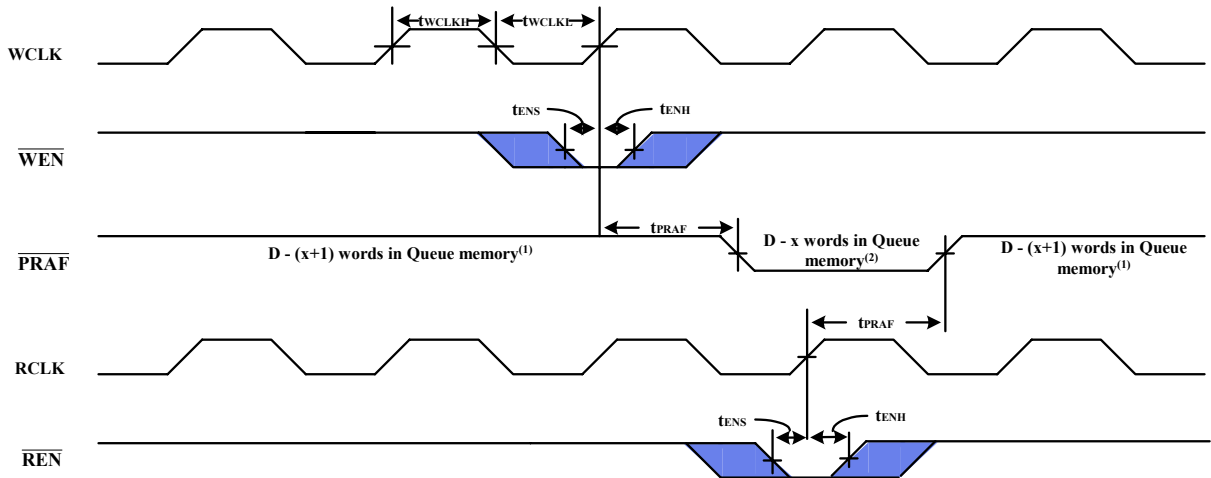 tWCLKH tWCLKL
WCLK
tENS tENH
WEN
tPRAF
D - (x+1) words in Queue memory(1)
D - x words in Queue
memory(2)
D - (x+1) words in Queue
memory(1)
PRAF
tPRAF
RCLK
tENS tENH
REN